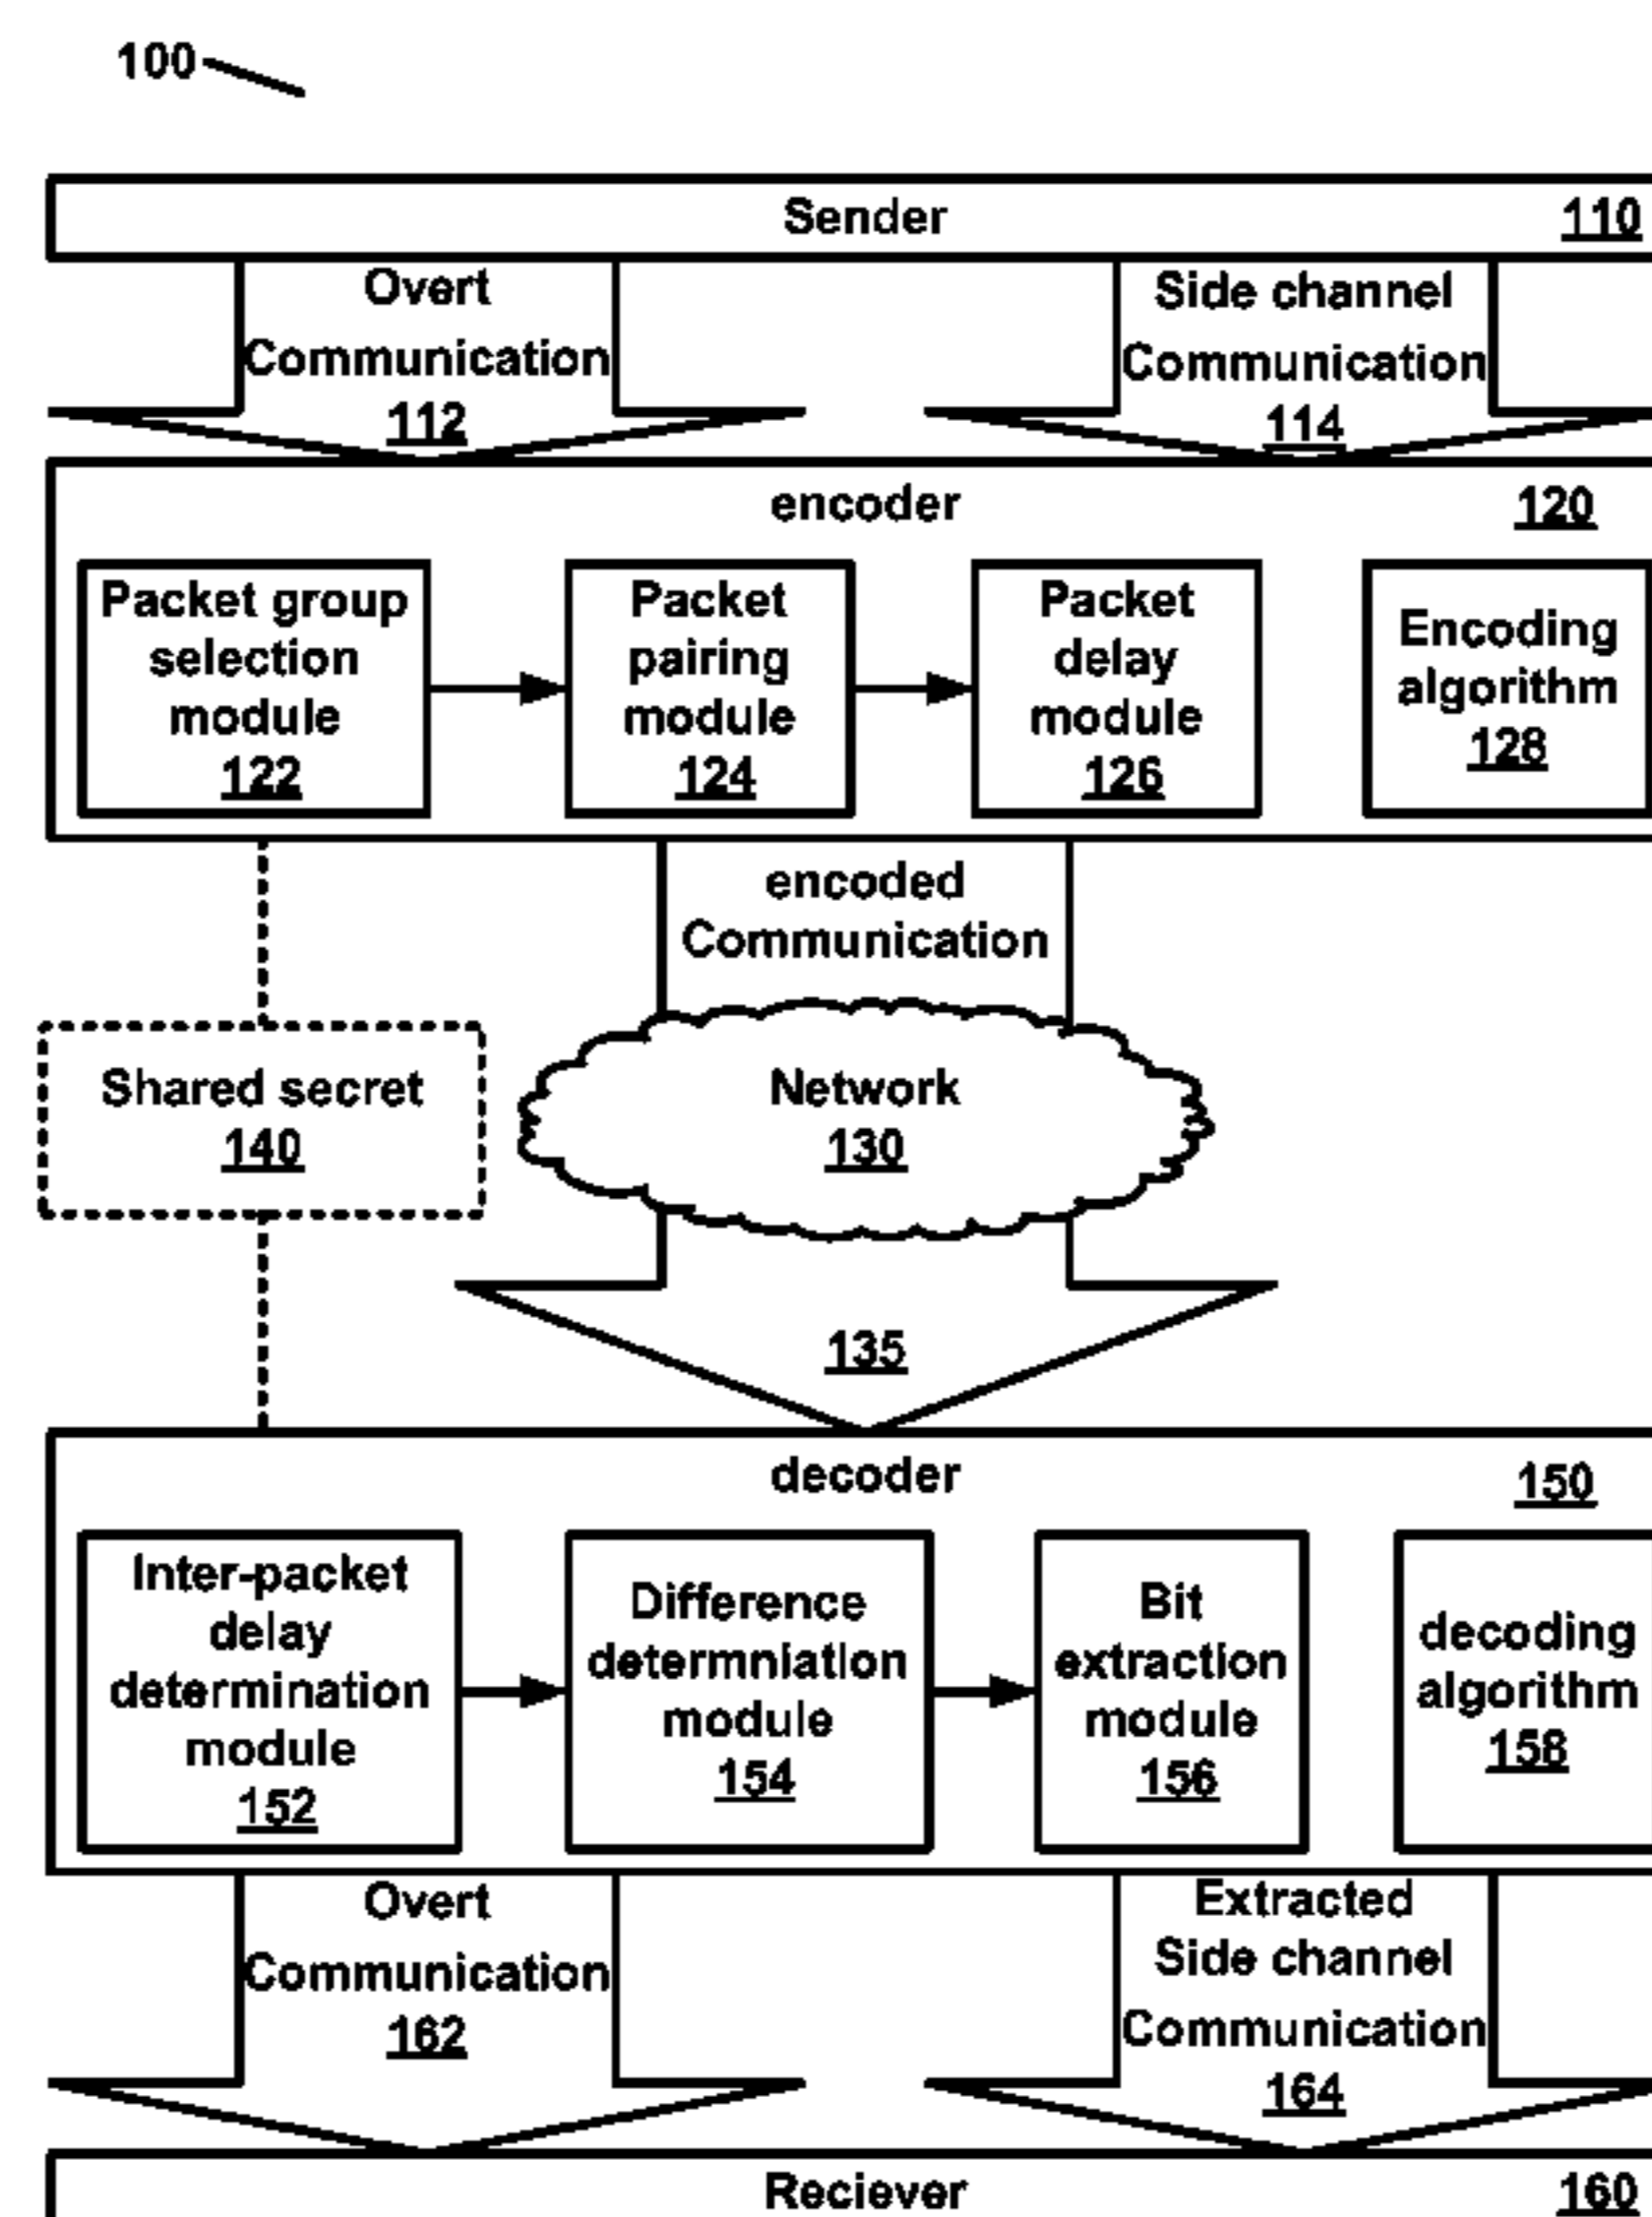 100
Sender
110
Overt
Communication
112
Side channel
Communication
114
encoder
120
Packet group
selection
module
122
Packet
pairing
module
124
Packet
delay
module
126
Encoding
algorithm
128
encoded
Communication
Shared secret
140
Network
130
135
decoder
150
Inter-packet
delay
determination
module
152
Difference
determniation
module
154
Bit
extraction
module
156
decoding
algorithm
158
Overt
Communication
162
Extracted
Side channel
Communication
164
Reciever
160